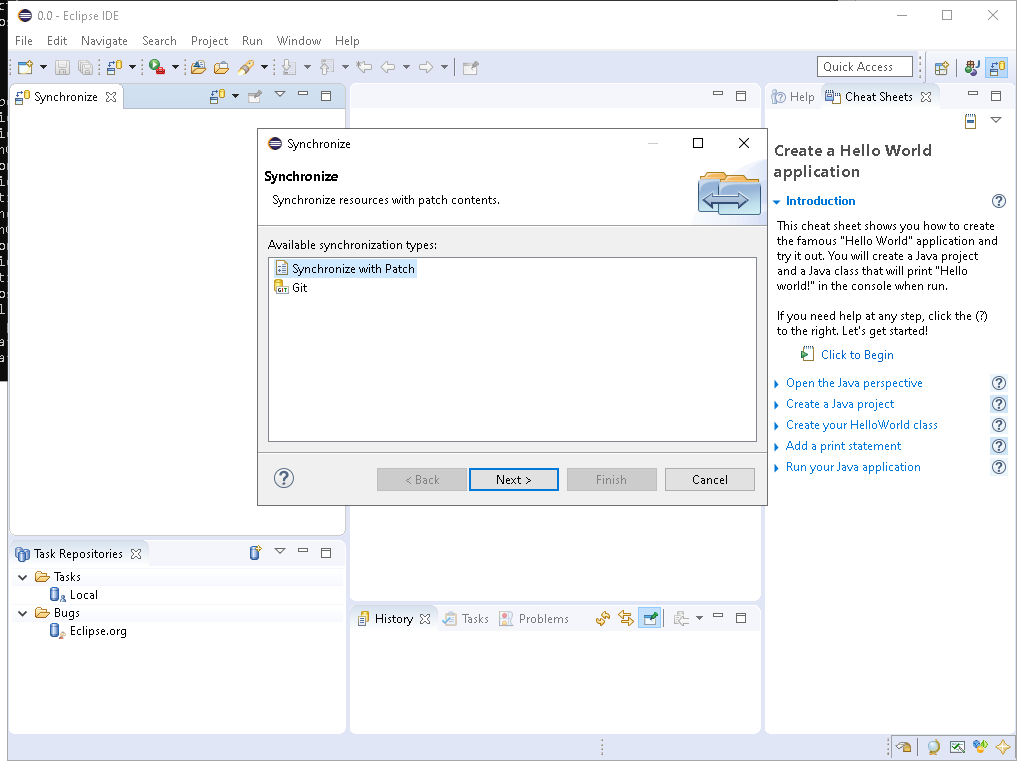 0.0 - Eclipse IDE
File Edit Navigate Search Project Run Window Help
Quick Access
Synchronize
Help Cheat Sheets
Synchronize
Synchronize
Synchronize resources with patch contents.
Available synchronization types:
Synchronize with Patch
GIT Git
< Back Next > Finish Cancel
Create a Hello World
application
Introduction
This cheat sheet shows you how to create
the famous "Hello World" application and
try it out. You will create a Java project
and a Java class that will print "Hello
world!" in the console when run.
If you need help at any step, click the (?)
to the right. Let's get started!
Click to Begin
Open the Java perspective
Create a Java project
Create your HelloWorld class
Add a print statement
Run your Java application
Task Repositories
Tasks
Local
Bugs
Eclipse.org
History Tasks Problems